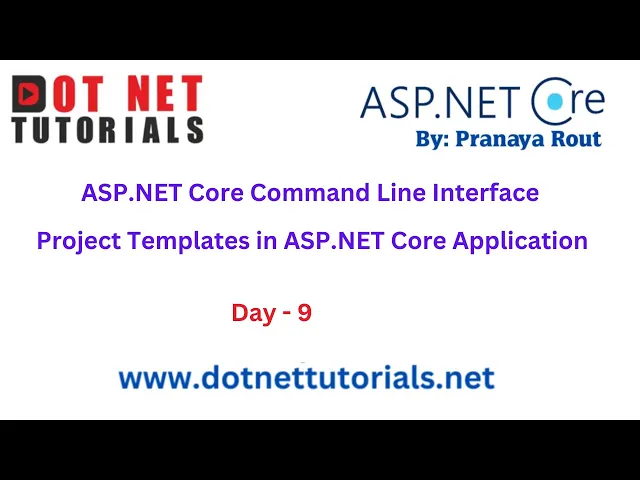 DOT NET
TUTORIALS
ASP.NET Core
By: Pranaya Rout
ASP.NET Core Command Line Interface
Project Templates in ASP.NET Core Application
Day - 9
www.dotnettutorials.net